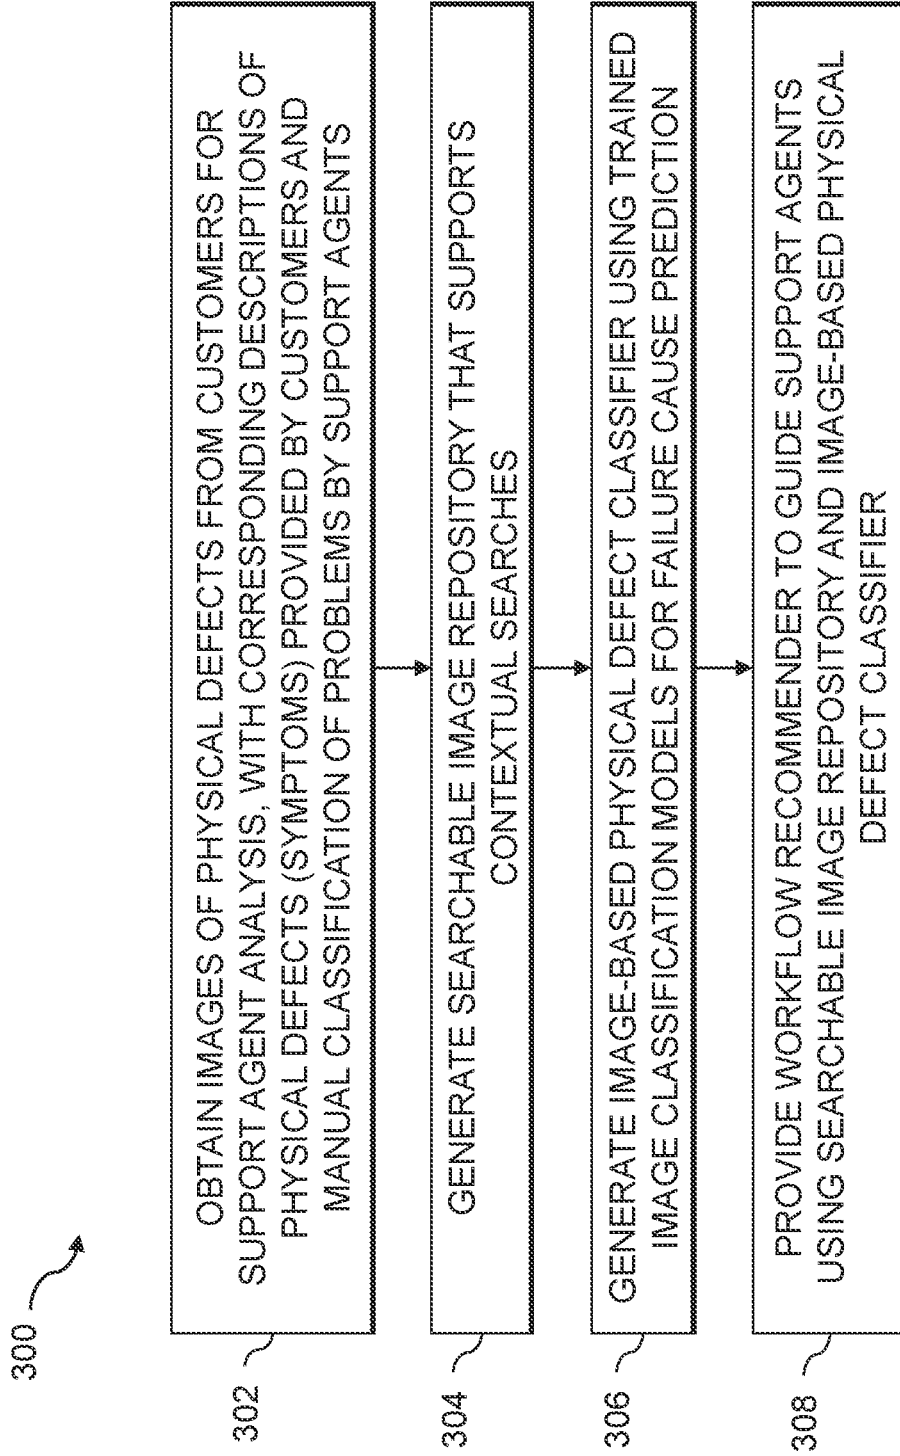 300
302
OBTAIN IMAGES OF PHYSICAL DEFECTS FROM CUSTOMERS FOR
SUPPORT AGENT ANALYSIS, WITH CORRESPONDING DESCRIPTIONS OF
PHYSICAL DEFECTS (SYMPTOMS) PROVIDED BY CUSTOMERS AND
MANUAL CLASSIFICATION OF PROBLEMS BY SUPPORT AGENTS
304
GENERATE SEARCHABLE IMAGE REPOSITORY THAT SUPPORTS
CONTEXTUAL SEARCHES
306
GENERATE IMAGE-BASED PHYSICAL DEFECT CLASSIFIER USING TRAINED
IMAGE CLASSIFICATION MODELS FOR FAILURE CAUSE PREDICTION
308
PROVIDE WORKFLOW RECOMMENDER TO GUIDE SUPPORT AGENTS
USING SEARCHABLE IMAGE REPOSITORY AND IMAGE-BASED PHYSICAL
DEFECT CLASSIFIER